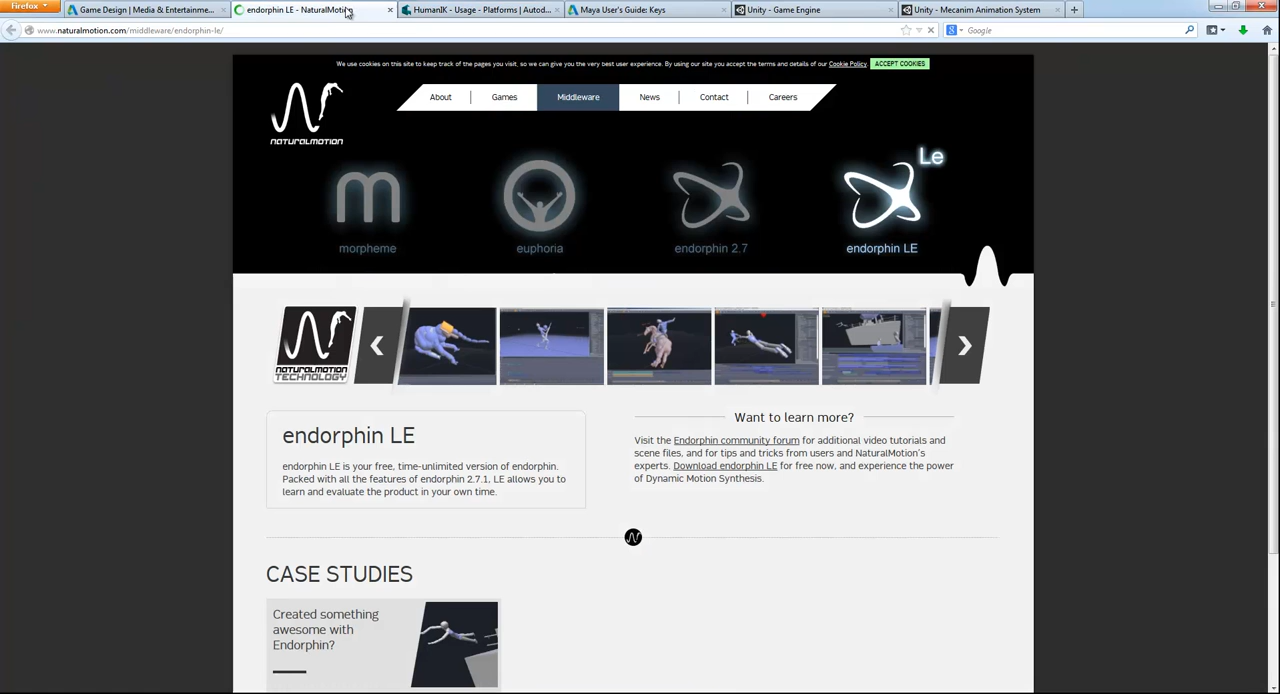 Firefox
Game Design | Media & Entertainme...
endorphin LE - NaturalMotion
HumanIK - Usage - Platforms | Autod...
Maya User's Guide: Keys
Unity - Game Engine
Unity - Mecanim Animation System
www.naturalmotion.com/middleware/endorphin-le/
Google
We use cookies on this site to keep track of the pages you visit, so we can give you the very best user experience. By using our site you accept the terms and details of our Cookie Policy
ACCEPT COOKIES
NATURALMOTION
About
Games
Middleware
News
Contact
Careers
Le
morpheme
euphoria
endorphin 2.7
endorphin LE
NATURALMOTION
TECHNOLOGY
endorphin LE
endorphin LE is your free, time-unlimited version of endorphin.
Packed with all the features of endorphin 2.7.1, LE allows you to
learn and evaluate the product in your own time.
Want to learn more?
Visit the Endorphin community forum for additional video tutorials and
scene files, and for tips and tricks from users and NaturalMotion's
experts. Download endorphin LE for free now, and experience the power
of Dynamic Motion Synthesis.
CASE STUDIES
Created something
awesome with
Endorphin?